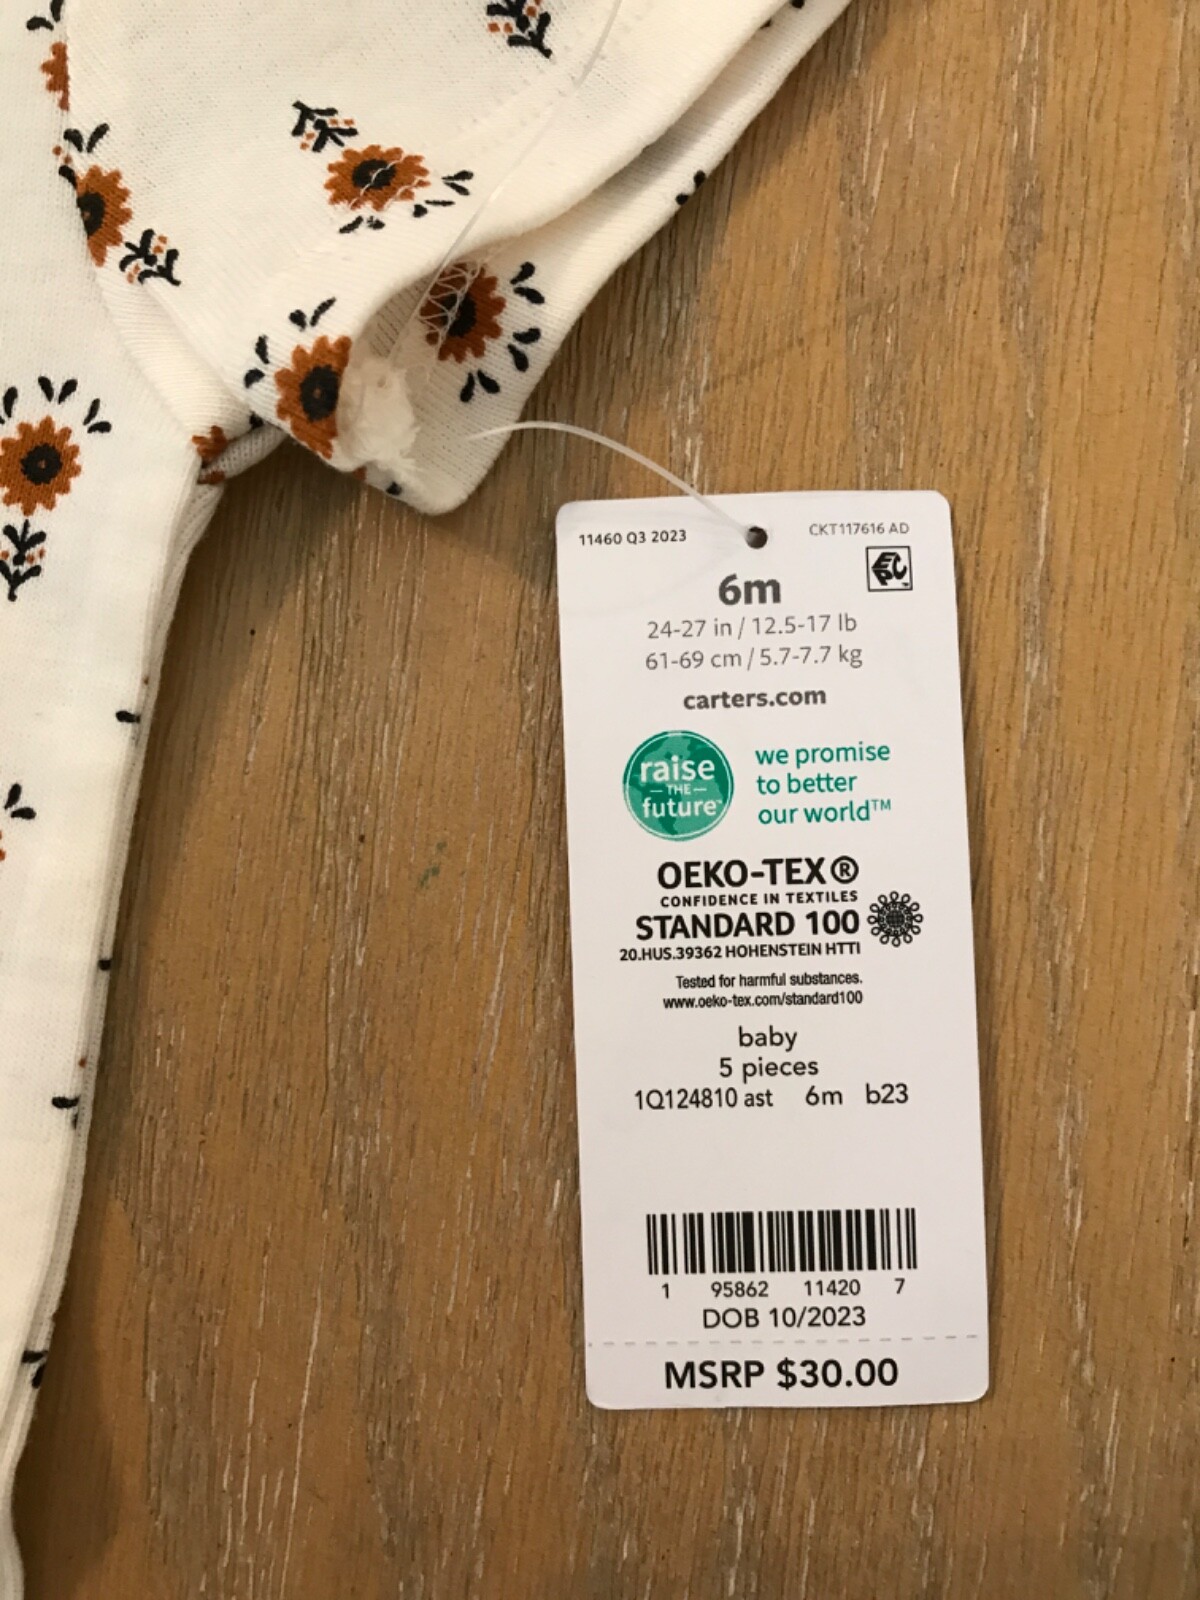 11460 Q3 2023
CKT117616 AD
EPC
6m
24-27 in / 12.5-17 lb
61-69 cm / 5.7-7.7 kg
carters.com
raise
THE
future™
we promise
to better
our world™
OEKO-TEX®
CONFIDENCE IN TEXTILES
STANDARD 100
20.HUS.39362 HOHENSTEIN HTTI
Tested for harmful substances.
www.oeko-tex.com/standard100
baby
5 pieces
1Q124810 ast 6m b23
1 95862 11420 7
DOB 10/2023
MSRP $30.00